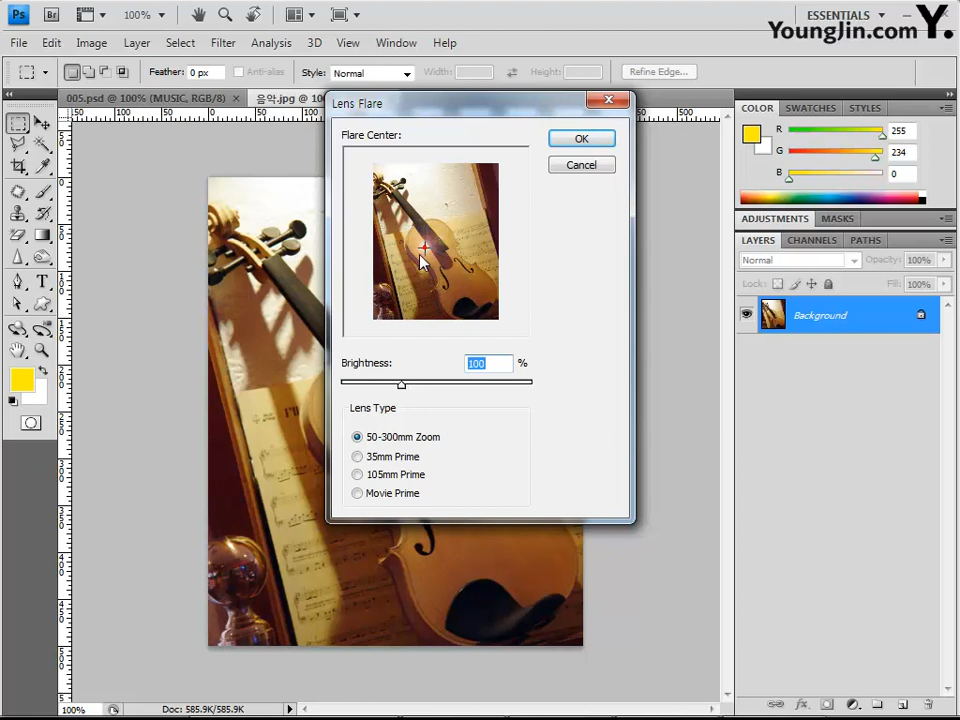 Ps
Br
100%
ESSENTIALS
YoungJin.com Y.
File Edit Image Layer Select Filter Analysis 3D View Window Help
Feather: 0 px Anti-alias Style: Normal Width: Height: Refine Edge...
005.psd @ 100% (MUSIC, RGB/8) × 음악.jpg @ 10
Lens Flare
Flare Center:
OK
Cancel
Brightness: 100 %
Lens Type
50-300mm Zoom
35mm Prime
105mm Prime
Movie Prime
COLOR SWATCHES STYLES
R 255
G 234
B 0
ADJUSTMENTS MASKS
LAYERS CHANNELS PATHS
Normal Opacity: 100%
Lock: Fill: 100%
Background
100% Doc: 585.9K/585.9K